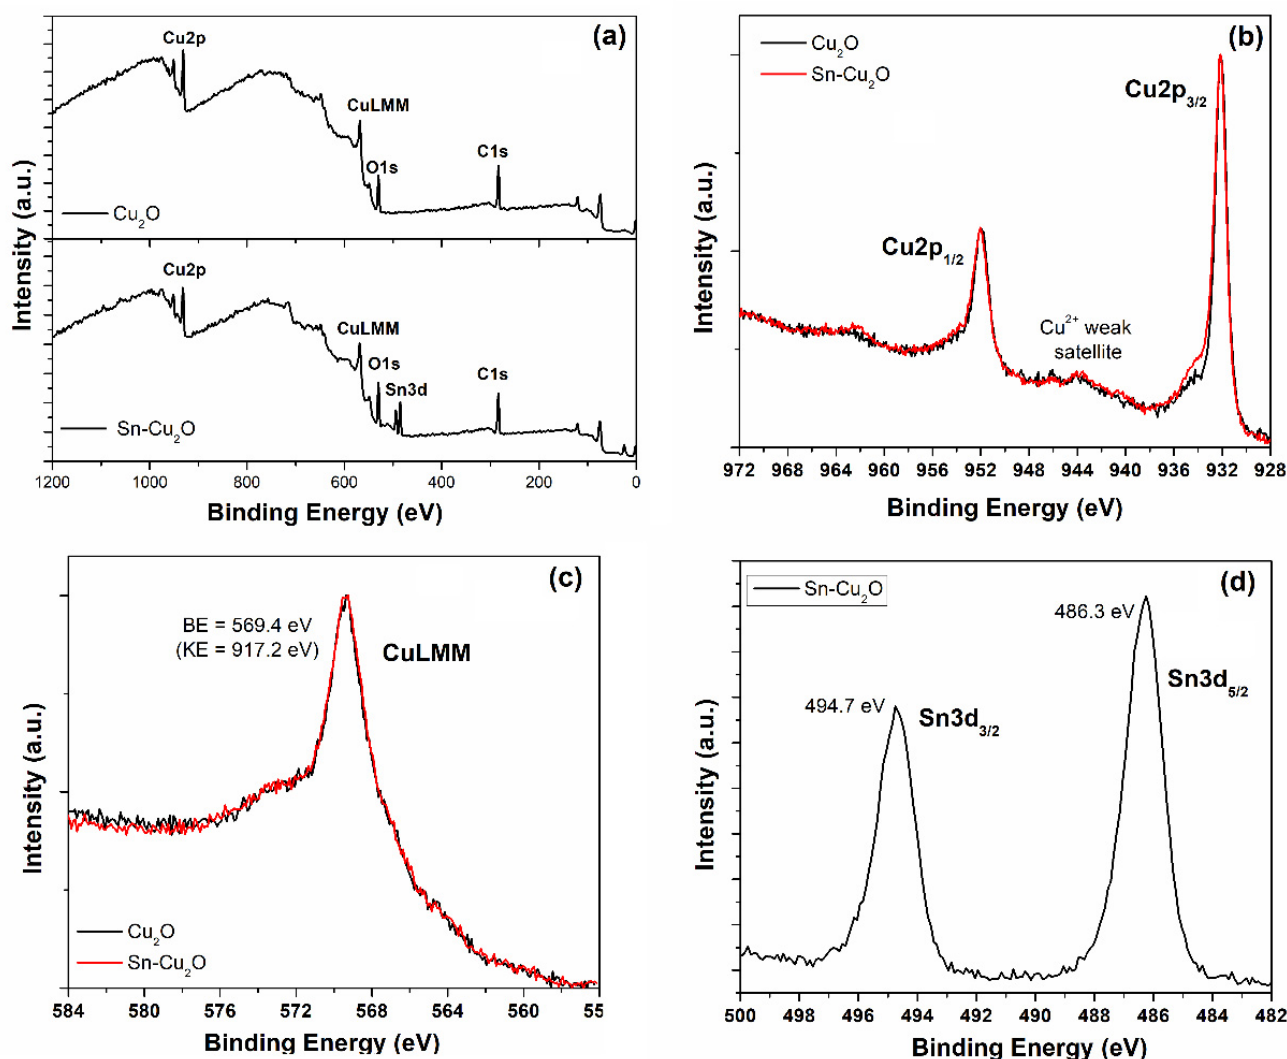 (a)
Cu2p
CuLMM
O1s
C1s
Cu₂O
Cu2p
CuLMM
O1s
Sn3d
C1s
Sn-Cu₂O
Intensity (a.u.)
1200 1000 800 600 400 200 0
Binding Energy (eV)
(b)
Cu₂O
Sn-Cu₂O
Cu2p₃/₂
Cu2p₁/₂
Cu²⁺ weak
satellite
Intensity (a.u.)
972 968 964 960 956 952 948 944 940 936 932 928
Binding Energy (eV)
(c)
BE = 569.4 eV
(KE = 917.2 eV)
CuLMM
Cu₂O
Sn-Cu₂O
Intensity (a.u.)
584 580 576 572 568 564 560 55
Binding Energy (eV)
(d)
Sn-Cu₂O
486.3 eV
Sn3d₅/₂
494.7 eV
Sn3d₃/₂
Intensity (a.u.)
500 498 496 494 492 490 488 486 484 482
Binding Energy (eV)